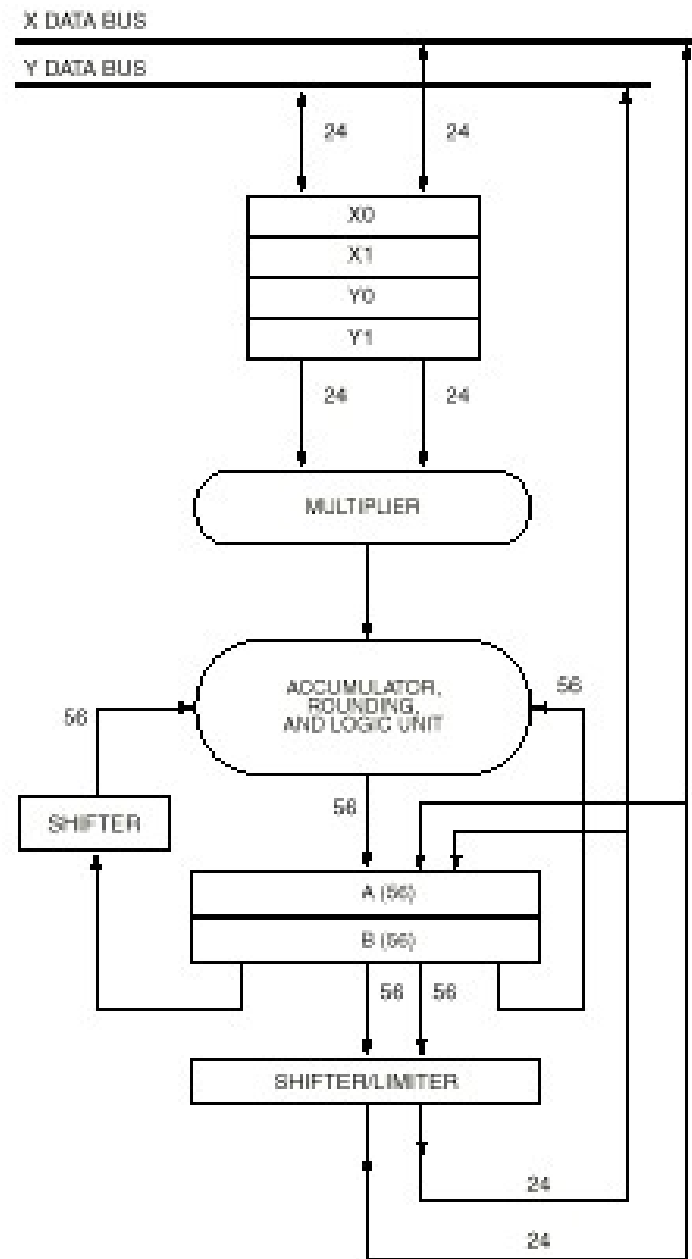 X DATA BUS
Y DATA BUS
24
24
X0
X1
Y0
Y1
24
24
MULTIPLIER
ACCUMULATOR,
ROUNDING,
AND LOGIC UNIT
56
56
56
SHIFTER
A (56)
B (56)
56
56
SHIFTER/LIMITER
24
24